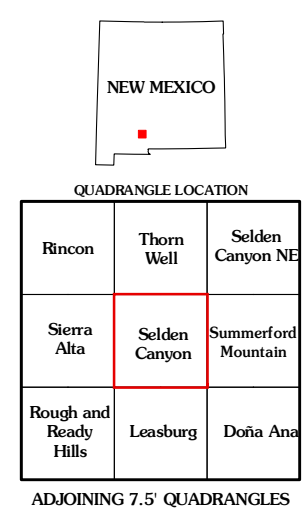 NEW MEXICO
QUADRANGLE LOCATION
Rincon
Thorn
Well
Selden
Canyon NE
Sierra
Alta
Selden
Canyon
Summerford
Mountain
Rough and
Ready
Hills
Leasburg
Doña Ana
ADJOINING 7.5' QUADRANGLES